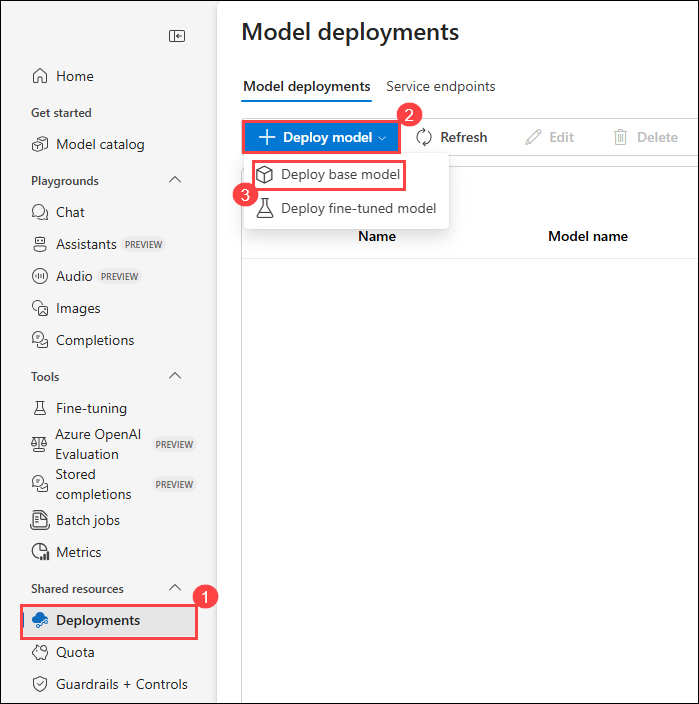 Home
Get started
Model catalog
Playgrounds
Chat
Assistants PREVIEW
Audio PREVIEW
Images
Completions
Tools
Fine-tuning
Azure OpenAI
Evaluation PREVIEW
Stored
completions PREVIEW
Batch jobs
Metrics
Shared resources
1
Deployments
Quota
Guardrails + Controls
Model deployments
Model deployments Service endpoints
2
Deploy model Refresh Edit Delete
Deploy base model
3
Deploy fine-tuned model
Name Model name